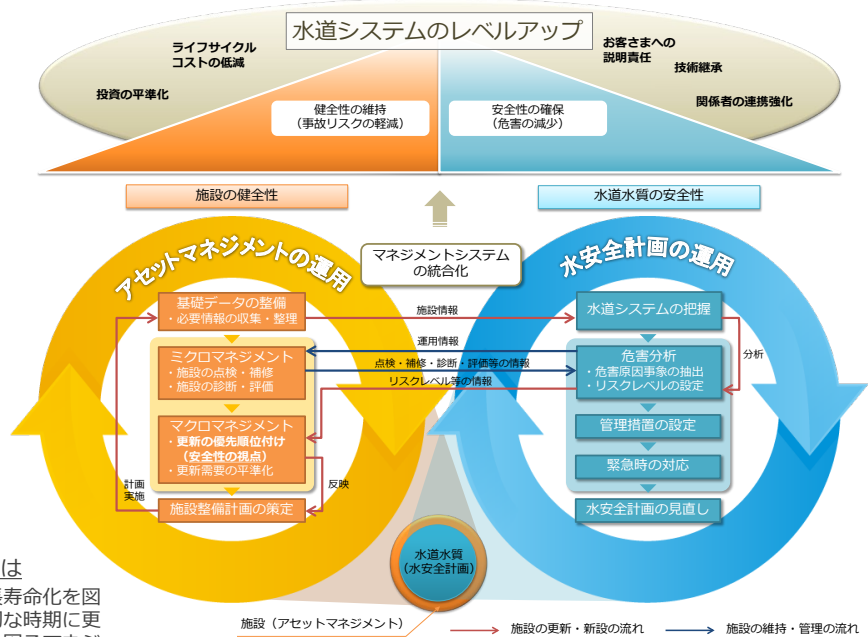 水道システムのレベルアップ
ライフサイクル
コストの低減
投資の平準化
お客さまへの
説明責任
技術継承
関係者の連携強化
健全性の維持
（事故リスクの軽減）
安全性の確保
（危害の減少）
施設の健全性
水道水質の安全性
マネジメントシステム
の統合化
アセットマネジメントの運用
水安全計画の運用
基礎データの整備
・必要情報の収集・整理
施設情報
水道システムの把握
運用情報
分析
ミクロマネジメント
・施設の点検・補修
・施設の診断・評価
点検・補修・診断・評価等の情報
リスクレベル等の情報
危害分析
・危害原因事象の抽出
・リスクレベルの設定
マクロマネジメント
・更新の優先順位付け
（安全性の視点）
・更新需要の平準化
管理措置の設定
緊急時の対応
計画
実施
反映
施設整備計画の策定
水安全計画の見直し
水道水質
（水安全計画）
は
長寿命化を図
切な時期に更
施設（アセットマネジメント）
施設の更新・新設の流れ
施設の維持・管理の流れ